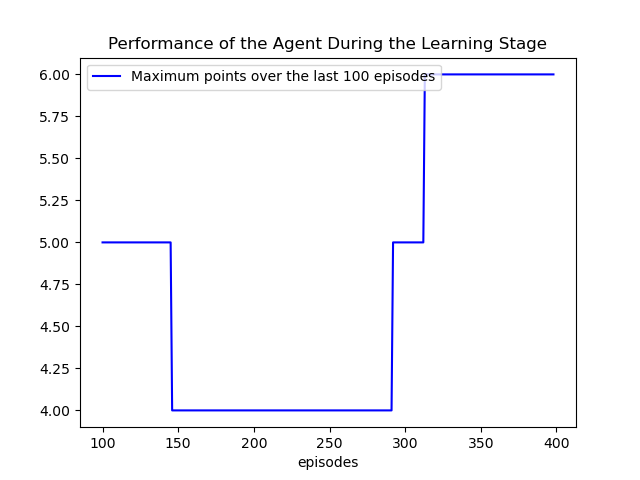 Performance of the Agent During the Learning Stage
Maximum points over the last 100 episodes
6.00
5.75
5.50
5.25
5.00
4.75
4.50
4.25
4.00
100 150 200 250 300 350 400
episodes